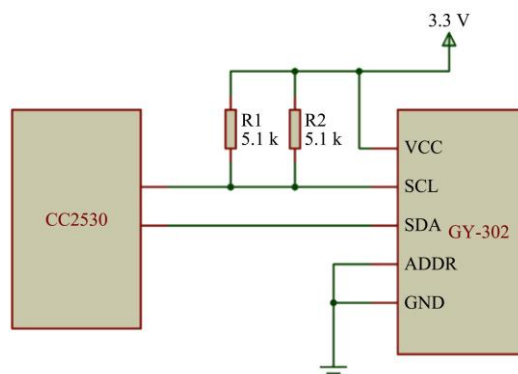 3.3 V
R1
5.1 k
R2
5.1 k
VCC
SCL
CC2530
SDA
GY-302
ADDR
GND